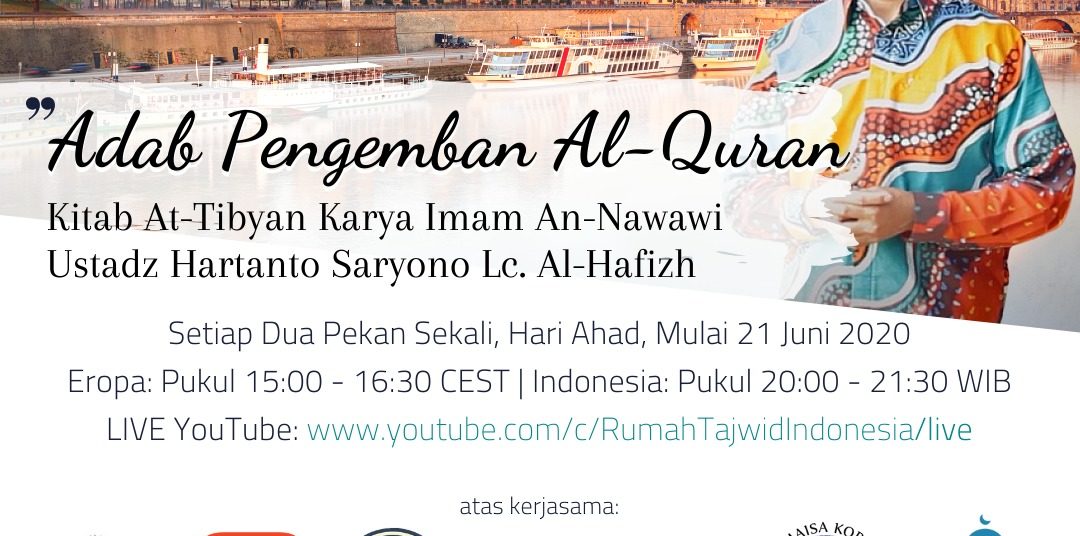 ” Adab Pengemban Al-Quran
Kitab At-Tibyan Karya Imam An-Nawawi
Ustadz Hartanto Saryono Lc. Al-Hafizh
Setiap Dua Pekan Sekali, Hari Ahad, Mulai 21 Juni 2020
Eropa: Pukul 15:00 - 16:30 CEST | Indonesia: Pukul 20:00 - 21:30 WIB
LIVE YouTube: www.youtube.com/c/RumahTajwidIndonesia/live
atas kerjasama: